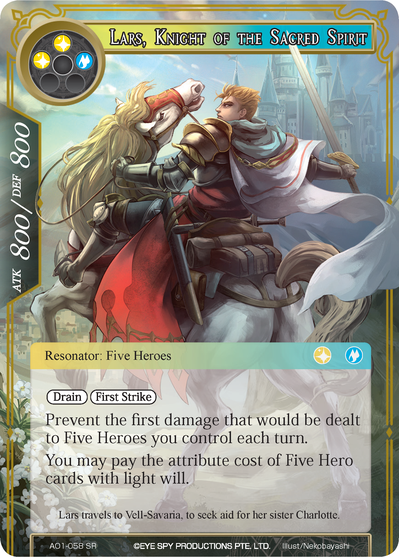 Lars, Knight of the Sacred Spirit
ATK 800/DEF 800
Resonator: Five Heroes
Drain First Strike
Prevent the first damage that would be dealt
to Five Heroes you control each turn.
You may pay the attribute cost of Five Hero
cards with light will.
Lars travels to Vell-Savaria, to seek aid for her sister Charlotte.
AO1-058 SR ©EYE SPY PRODUCTIONS PTE. LTD. Illust/Nekobayashi